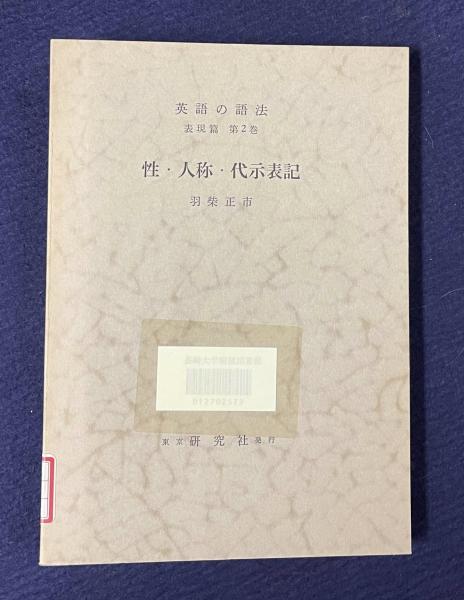 英語の語法
表現篇 第2巻
性・人称・代示表記
羽柴正市
東京 研究社 発行